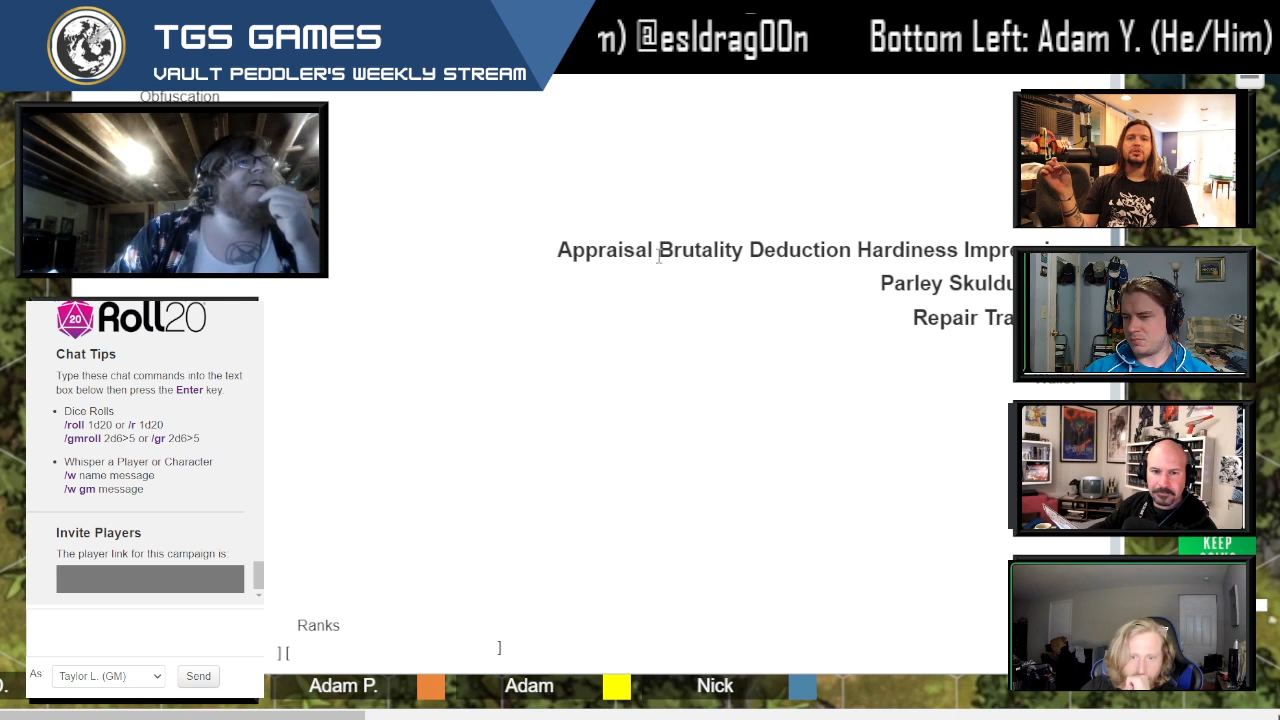 TGS GAMES
VAULT PEDDLER'S WEEKLY STREAM
@esldrag00n Bottom Left: Adam Y. (He/Him)
Obfuscation
Appraisal Brutality Deduction Hardiness
Parley
Repair
20 Roll20
Chat Tips
Type these chat commands into the text
box below then press the Enter key.
• Dice Rolls
/roll 1d20 or /r 1d20
/gmroll 2d6>5 or /gr 2d6>5
• Whisper a Player or Character
/w name message
/w gm message
Invite Players
The player link for this campaign is:
KEEP
Ranks
] [ ]
As: Taylor L. (GM) Send
Adam P. Adam Nick